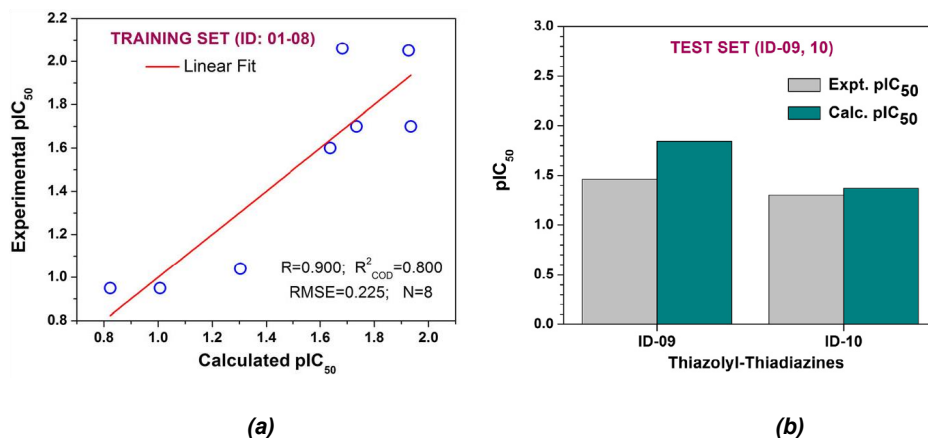 2.2
2.0
1.8
1.6
1.4
1.2
1.0
0.8
Experimental pIC50
TRAINING SET (ID: 01-08)
Linear Fit
R=0.900; R2COD=0.800
RMSE=0.225; N=8
0.8 1.0 1.2 1.4 1.6 1.8 2.0
Calculated pIC50
(a)
3.0
2.5
2.0
1.5
1.0
0.5
0.0
pIC50
TEST SET (ID-09, 10)
Expt. pIC50
Calc. pIC50
ID-09 ID-10
Thiazolyl-Thiadiazines
(b)